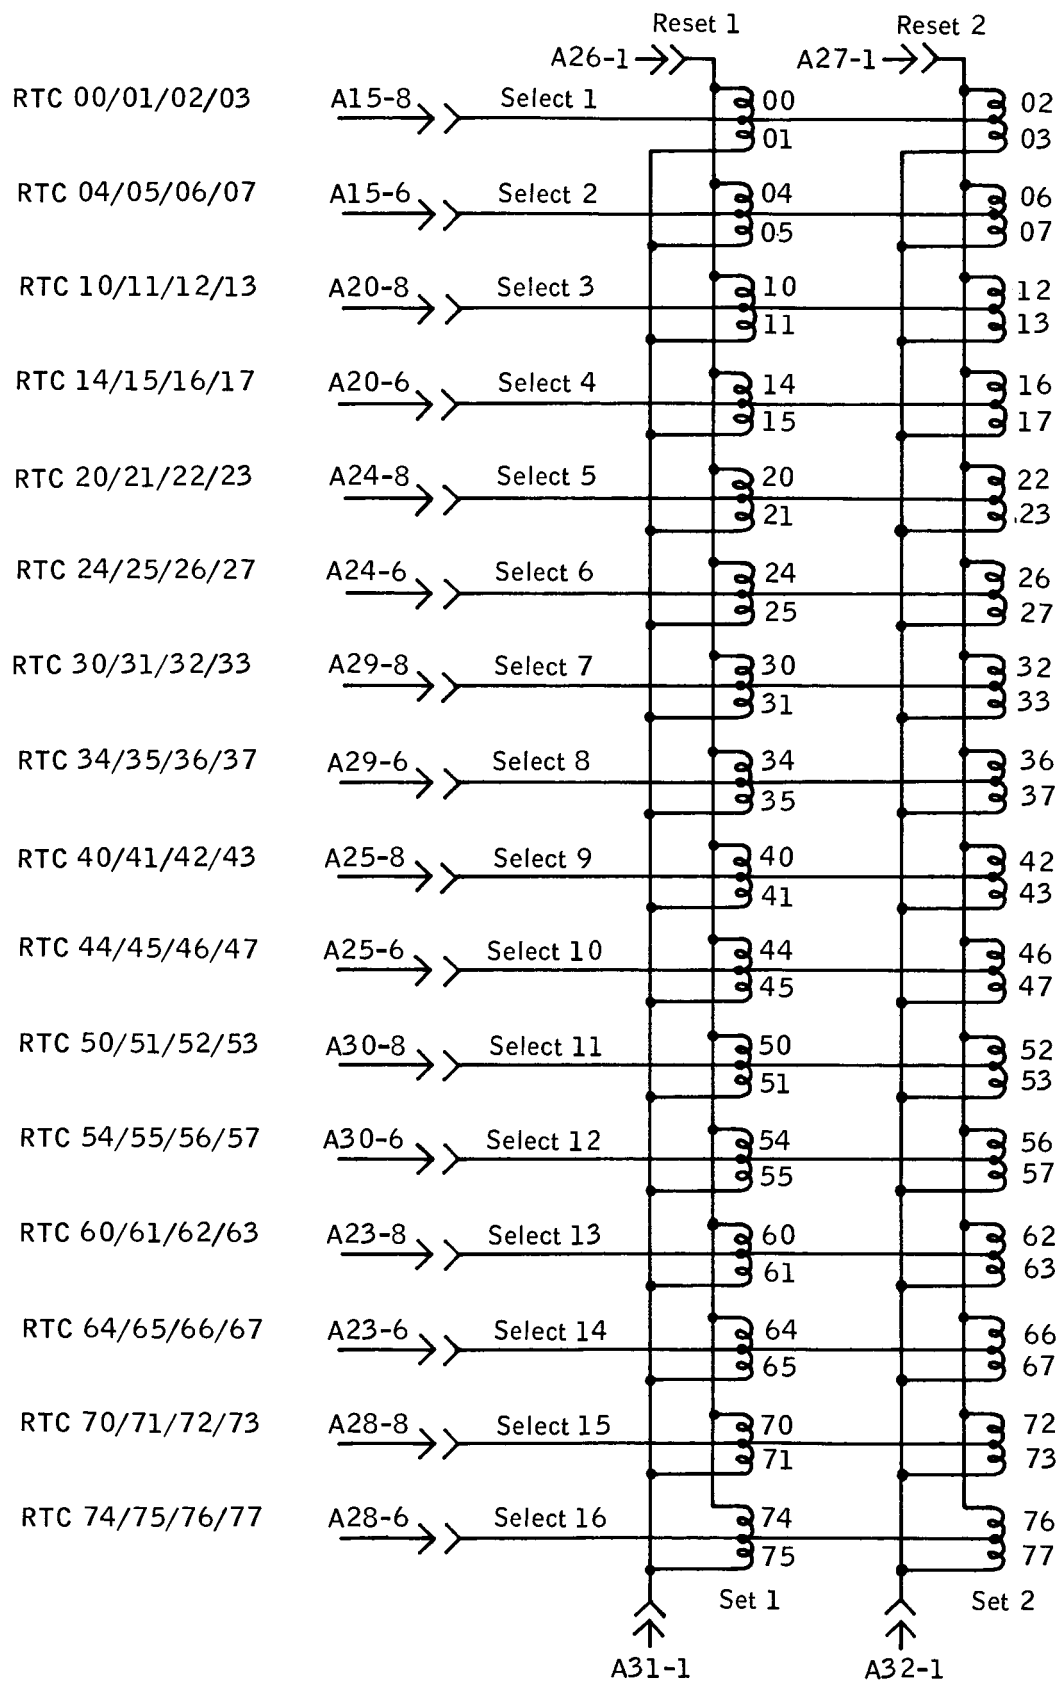 Reset 1 Reset 2
A26-1 A27-1
RTC 00/01/02/03 A15-8 Select 1 00 02
01 03
RTC 04/05/06/07 A15-6 Select 2 04 06
05 07
RTC 10/11/12/13 A20-8 Select 3 10 12
11 13
RTC 14/15/16/17 A20-6 Select 4 14 16
15 17
RTC 20/21/22/23 A24-8 Select 5 20 22
21 23
RTC 24/25/26/27 A24-6 Select 6 24 26
25 27
RTC 30/31/32/33 A29-8 Select 7 30 32
31 33
RTC 34/35/36/37 A29-6 Select 8 34 36
35 37
RTC 40/41/42/43 A25-8 Select 9 40 42
41 43
RTC 44/45/46/47 A25-6 Select 10 44 46
45 47
RTC 50/51/52/53 A30-8 Select 11 50 52
51 53
RTC 54/55/56/57 A30-6 Select 12 54 56
55 57
RTC 60/61/62/63 A23-8 Select 13 60 62
61 63
RTC 64/65/66/67 A23-6 Select 14 64 66
65 67
RTC 70/71/72/73 A28-8 Select 15 70 72
71 73
RTC 74/75/76/77 A28-6 Select 16 74 76
75 77
Set 1 Set 2
A31-1 A32-1